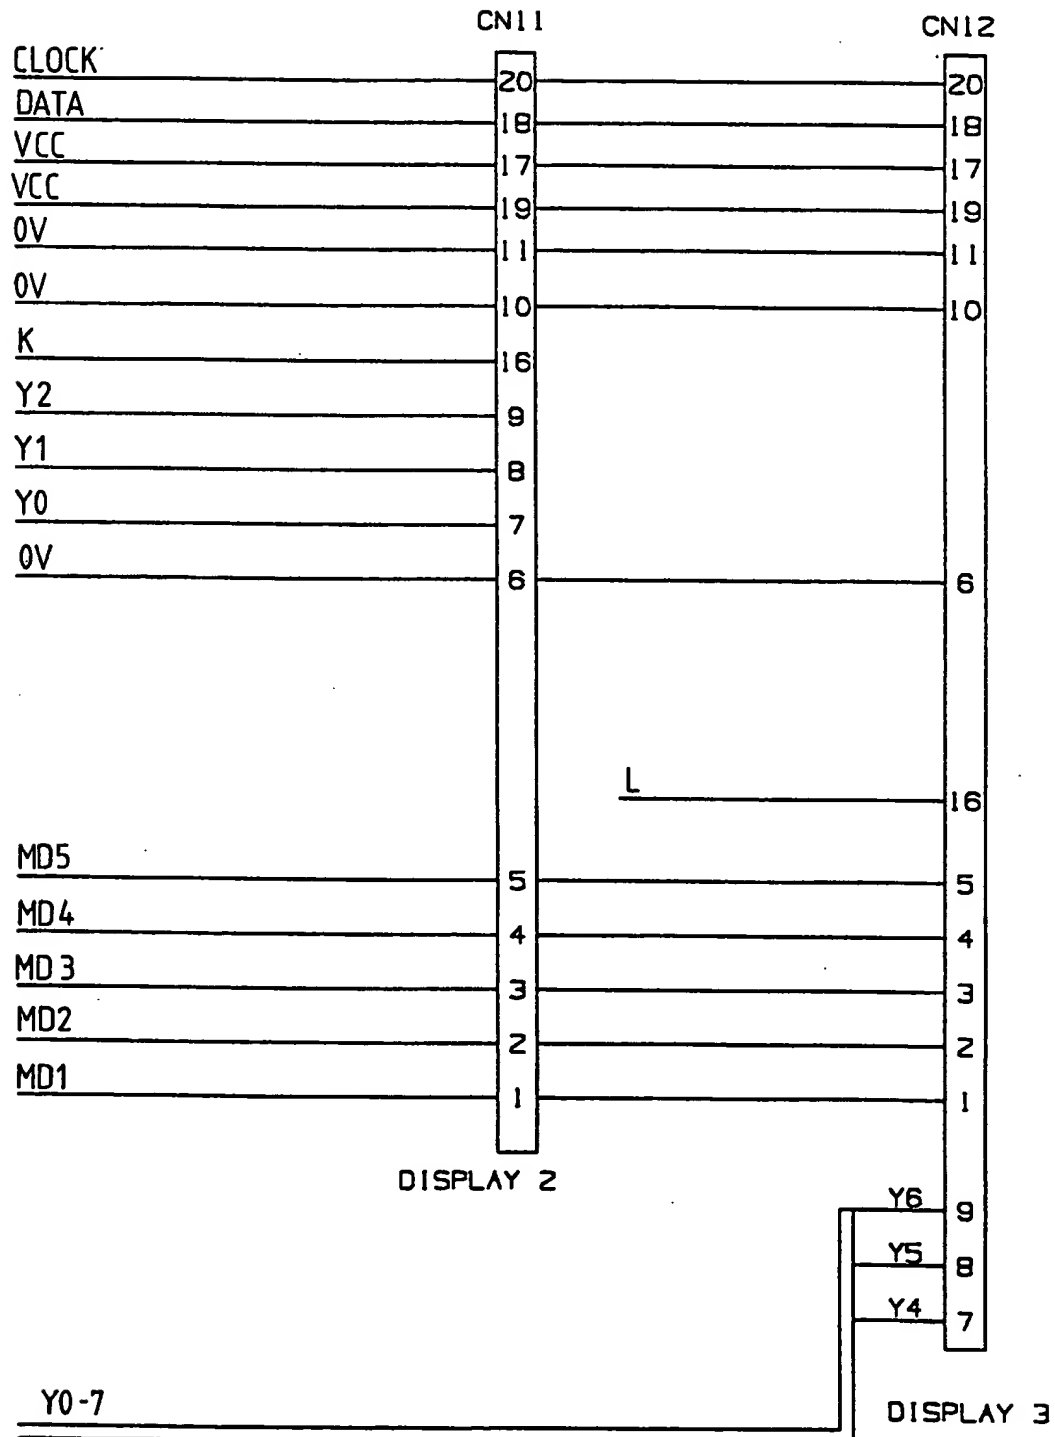 CN11
CN12
CLOCK 20 20
DATA 18 18
VCC 17 17
VCC 19 19
0V 11 11
0V 10 10
K 16
Y2 9
Y1 8
Y0 7
0V 6 6
L 16
MD5 5 5
MD4 4 4
MD3 3 3
MD2 2 2
MD1 1 1
DISPLAY 2
Y6 9
Y5 8
Y4 7
Y0-7
DISPLAY 3